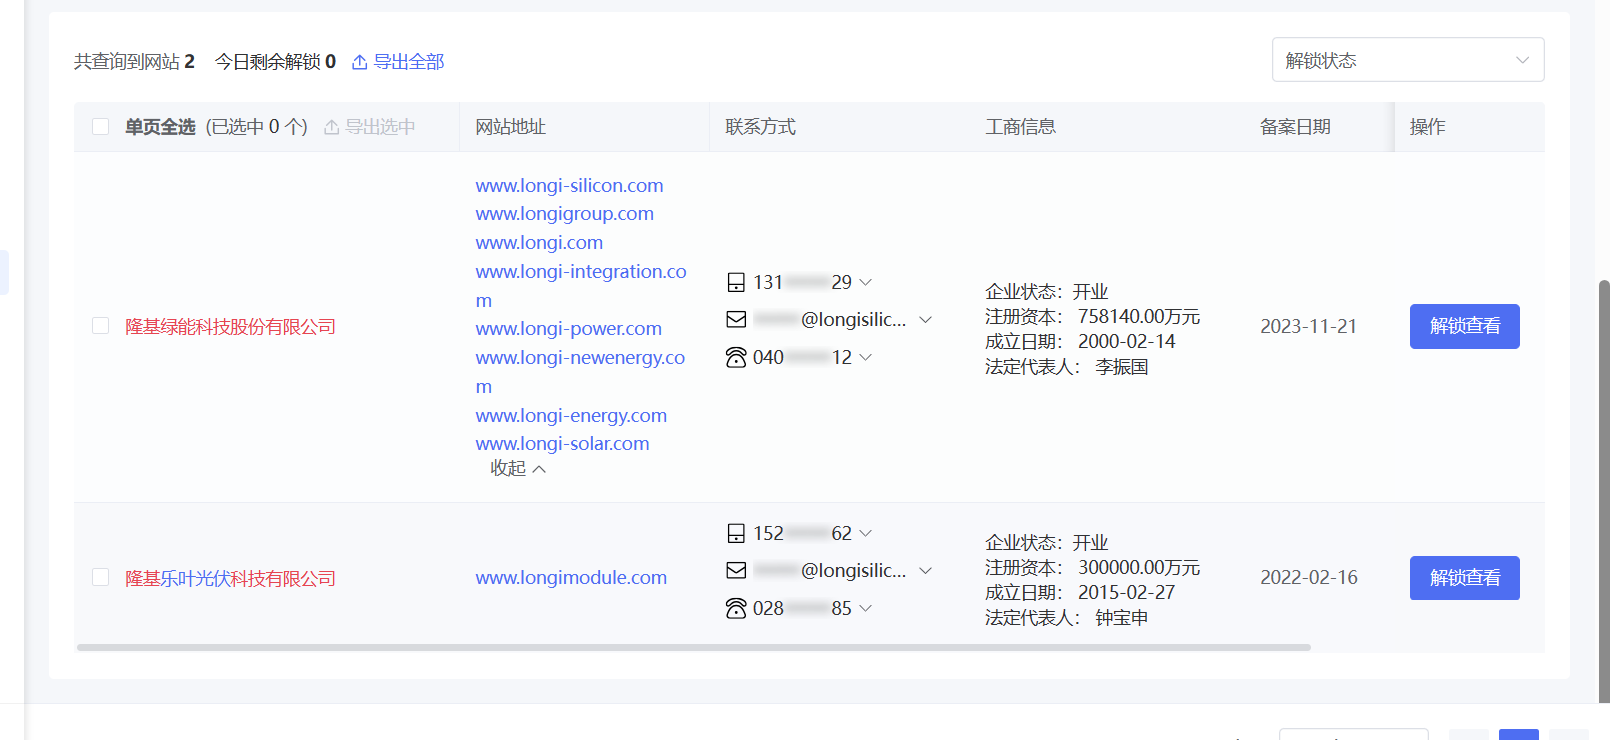 共查询到网站 2 今日剩余解锁 0 导出全部
解锁状态
单页全选 (已选中 0 个) 导出选中 网站地址 联系方式 工商信息 备案日期 操作
隆基绿能科技股份有限公司
www.longi-silicon.com
www.longigroup.com
www.longi.com
www.longi-integration.co
m
www.longi-power.com
www.longi-newenergy.co
m
www.longi-energy.com
www.longi-solar.com
收起
131 29
@longisilic...
040 12
企业状态：开业
注册资本： 758140.00万元
成立日期： 2000-02-14
法定代表人： 李振国
2023-11-21
解锁查看
隆基乐叶光伏科技有限公司
www.longimodule.com
152 62
@longisilic...
028 85
企业状态：开业
注册资本： 300000.00万元
成立日期： 2015-02-27
法定代表人： 钟宝申
2022-02-16
解锁查看